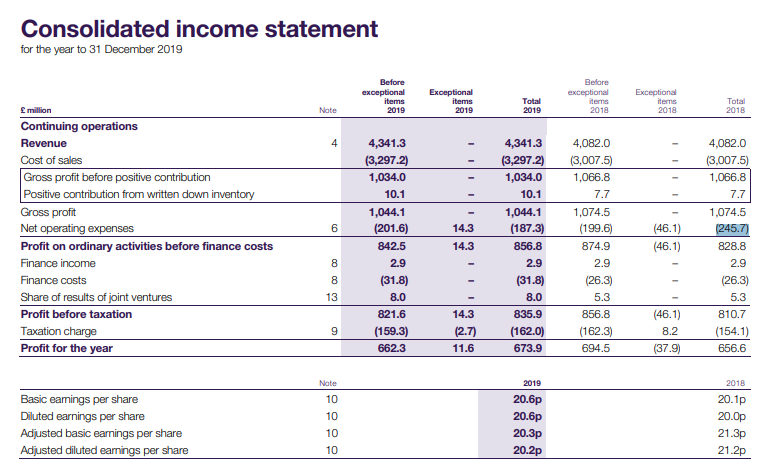 Consolidated income statement
for the year to 31 December 2019
£ million Note Before exceptional items 2019 Exceptional items 2019 Total 2019 Before exceptional items 2018 Exceptional items 2018 Total 2018
Continuing operations
Revenue 4 4,341.3 – 4,341.3 4,082.0 – 4,082.0
Cost of sales (3,297.2) – (3,297.2) (3,007.5) – (3,007.5)
Gross profit before positive contribution 1,034.0 – 1,034.0 1,066.8 – 1,066.8
Positive contribution from written down inventory 10.1 – 10.1 7.7 – 7.7
Gross profit 1,044.1 – 1,044.1 1,074.5 – 1,074.5
Net operating expenses 6 (201.6) 14.3 (187.3) (199.6) (46.1) (245.7)
Profit on ordinary activities before finance costs 842.5 14.3 856.8 874.9 (46.1) 828.8
Finance income 8 2.9 – 2.9 2.9 – 2.9
Finance costs 8 (31.8) – (31.8) (26.3) – (26.3)
Share of results of joint ventures 13 8.0 – 8.0 5.3 – 5.3
Profit before taxation 821.6 14.3 835.9 856.8 (46.1) 810.7
Taxation charge 9 (159.3) (2.7) (162.0) (162.3) 8.2 (154.1)
Profit for the year 662.3 11.6 673.9 694.5 (37.9) 656.6
Note 2019 2018
Basic earnings per share 10 20.6p 20.1p
Diluted earnings per share 10 20.6p 20.0p
Adjusted basic earnings per share 10 20.3p 21.3p
Adjusted diluted earnings per share 10 20.2p 21.2p